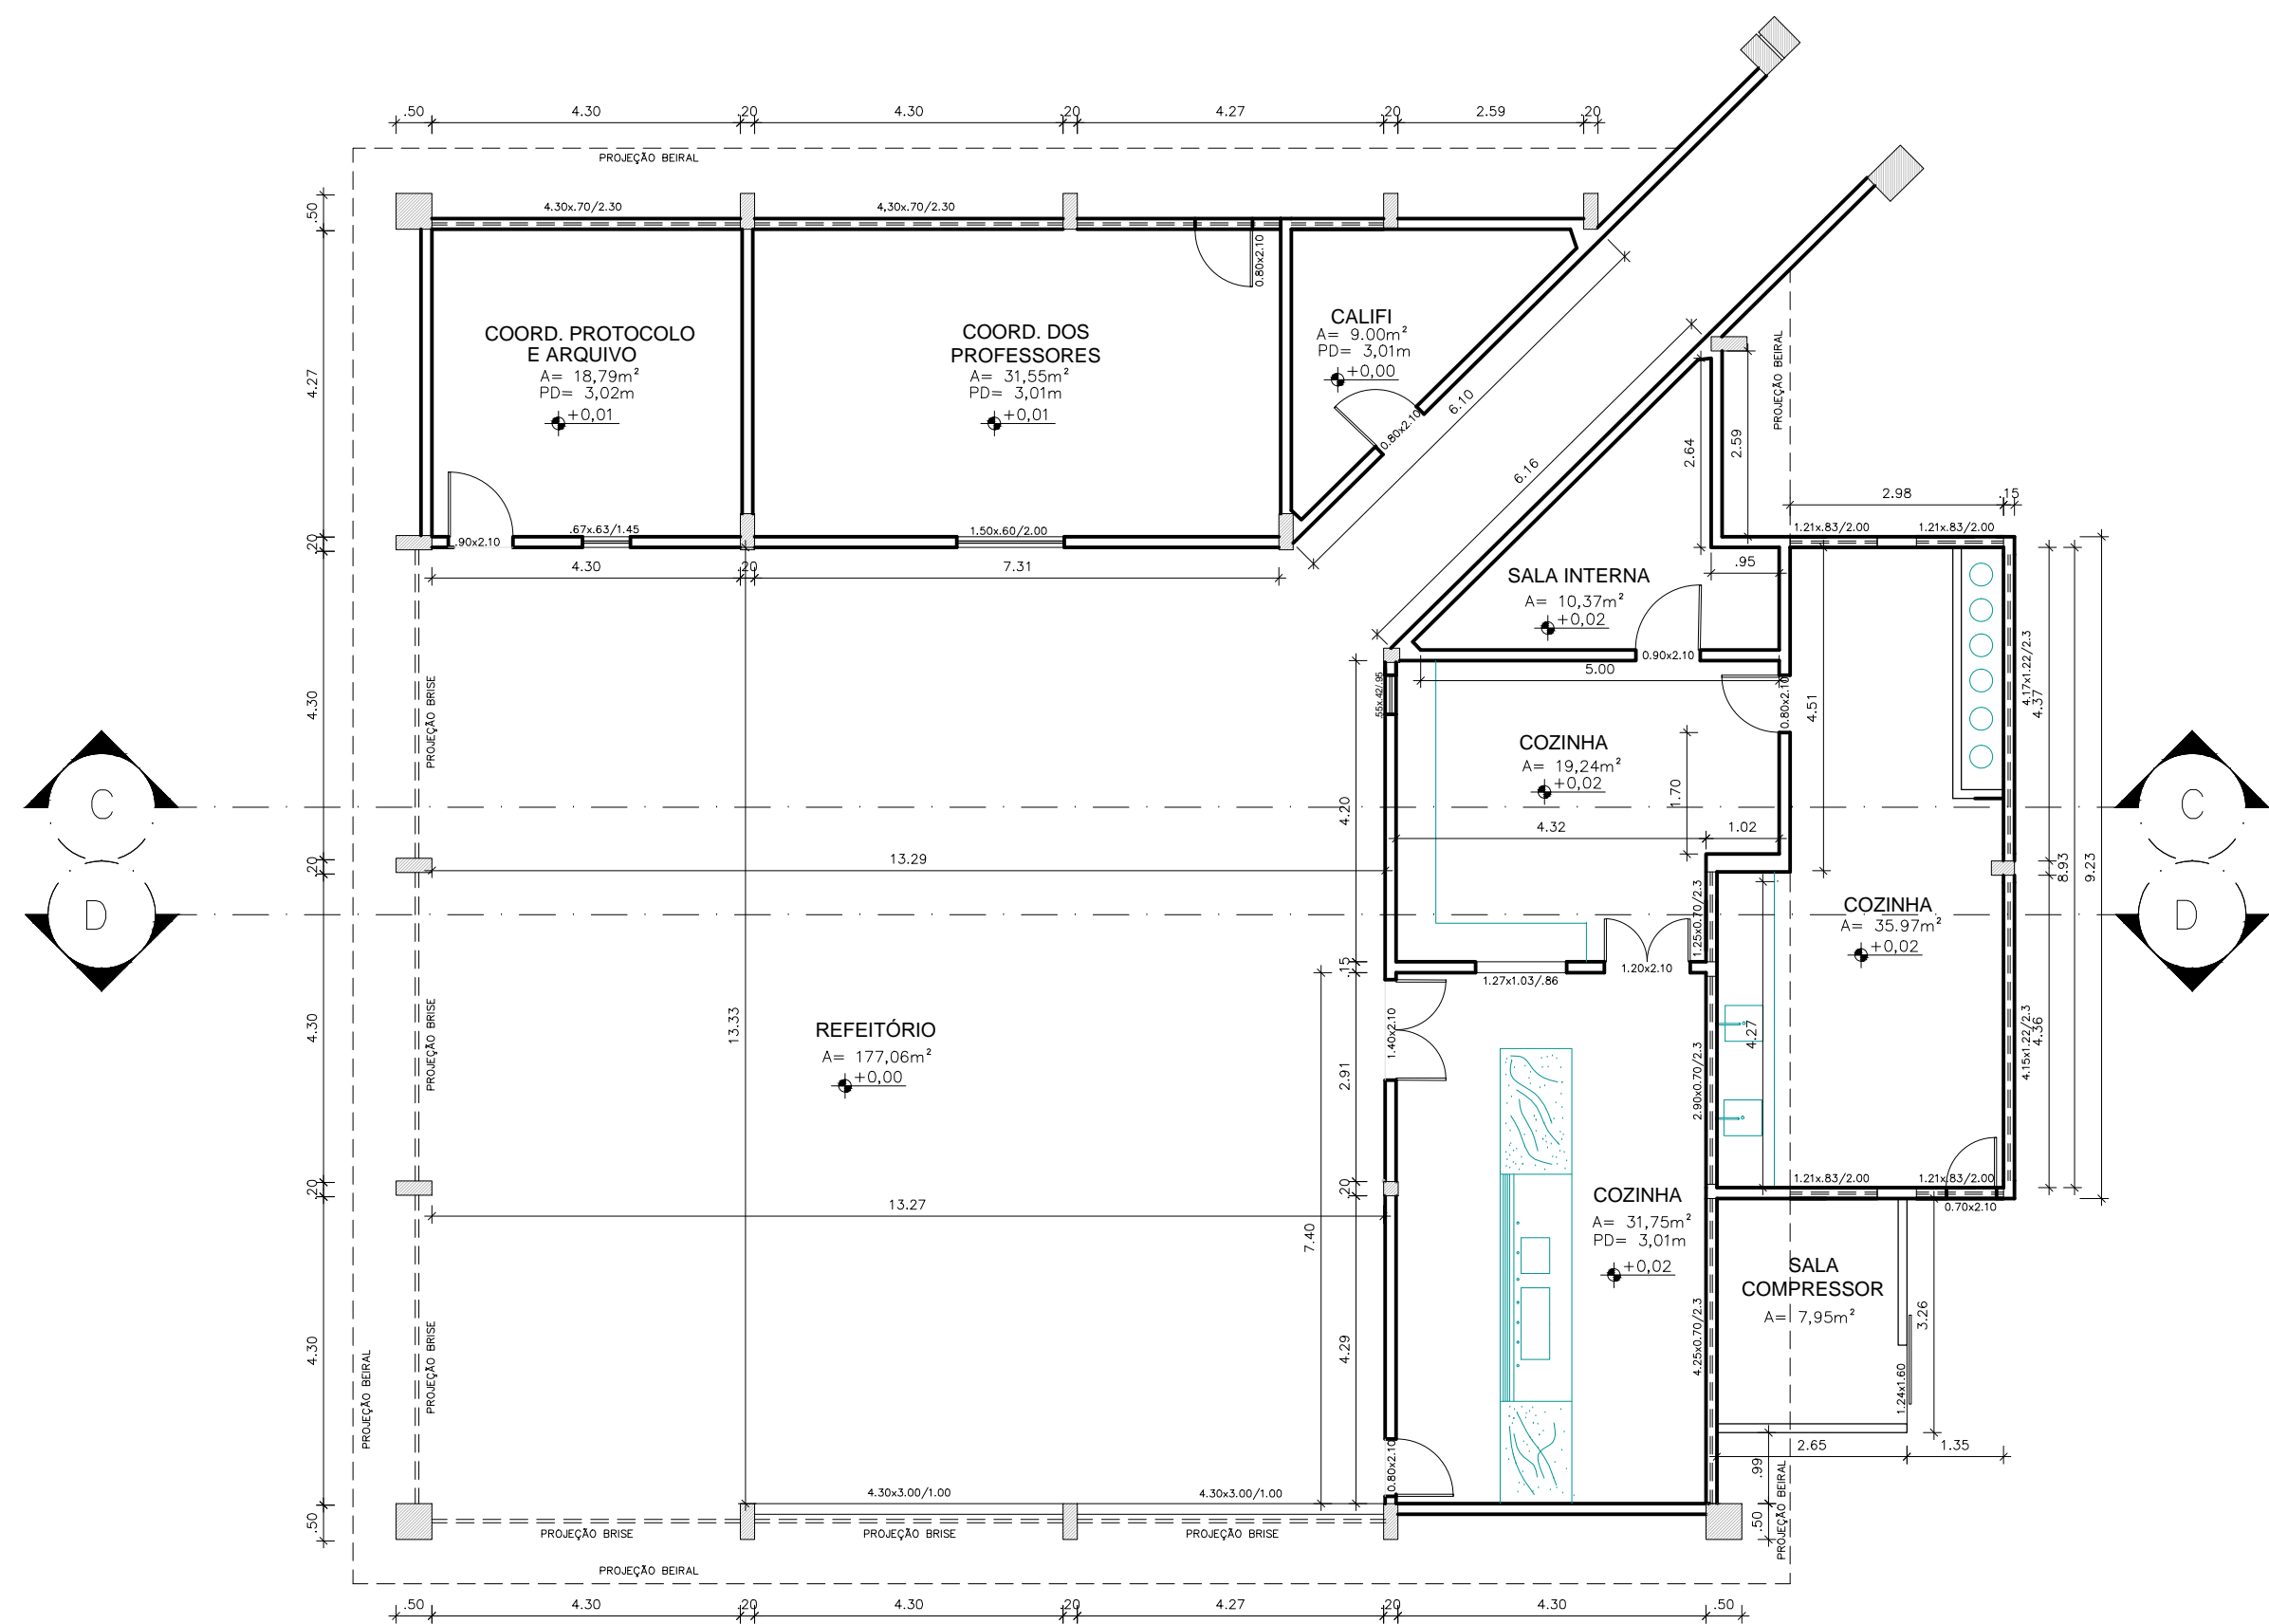 .50 4.30 .20 4.30 .20 4.27 .20 2.59 .20
PROJEÇÃO BEIRAL
.50
4.30x.70/2.30
4,30x.70/2.30
0.80x2.10
COORD. PROTOCOLO
E ARQUIVO
A= 18,79m²
PD= 3,02m
+0,01
COORD. DOS
PROFESSORES
A= 31,55m²
PD= 3,01m
+0,01
CALIFI
A= 9.00m²
PD= 3,01m
+0,00
0.80x2.10
6.10
6.16
4.27
2.64
2.59
PROJEÇÃO BEIRAL
2.98 .15
.20
.90x2.10
.67x.63/1.45
1.50x.60/2.00
1.21x.83/2.00
1.21x.83/2.00
4.30 .20 7.31
.95
SALA INTERNA
A= 10,37m²
+0,02
0.90x2.10
5.00
4.30
PROJEÇÃO BRISE
.55x.42/.95
0.80x2.10
4.51
4.17x1.22/2.3
4.37
COZINHA
A= 19,24m²
+0,02
1.70
C
C
4.20
4.32 1.02
.20
13.29
8.93
9.23
D
D
1.25x0.70/2.3
COZINHA
A= 35.97m²
+0,02
.15
1.27x1.03/.86
1.20x2.10
4.30
PROJEÇÃO BRISE
13.33
REFEITÓRIO
A= 177,06m²
+0,00
1.40x2.10
2.91
2.90x0.70/2.3
4.27
4.15x1.22/2.3
4.36
.20
.20
1.21x.83/2.00
1.21x.83/2.00
0.70x2.10
13.27
7.40
COZINHA
A= 31,75m²
PD= 3,01m
+0,02
SALA
COMPRESSOR
A= 7,95m²
3.26
4.30
PROJEÇÃO BRISE
PROJEÇÃO BEIRAL
4.29
4.25x0.70/2.3
1.24x1.60
2.65 1.35
0.80x2.10
.99
PROJEÇÃO BEIRAL
4.30x3.00/1.00
4.30x3.00/1.00
.50
.50
PROJEÇÃO BRISE
PROJEÇÃO BRISE
PROJEÇÃO BRISE
PROJEÇÃO BEIRAL
.50 4.30 .20 4.30 .20 4.27 .20 4.30 .50